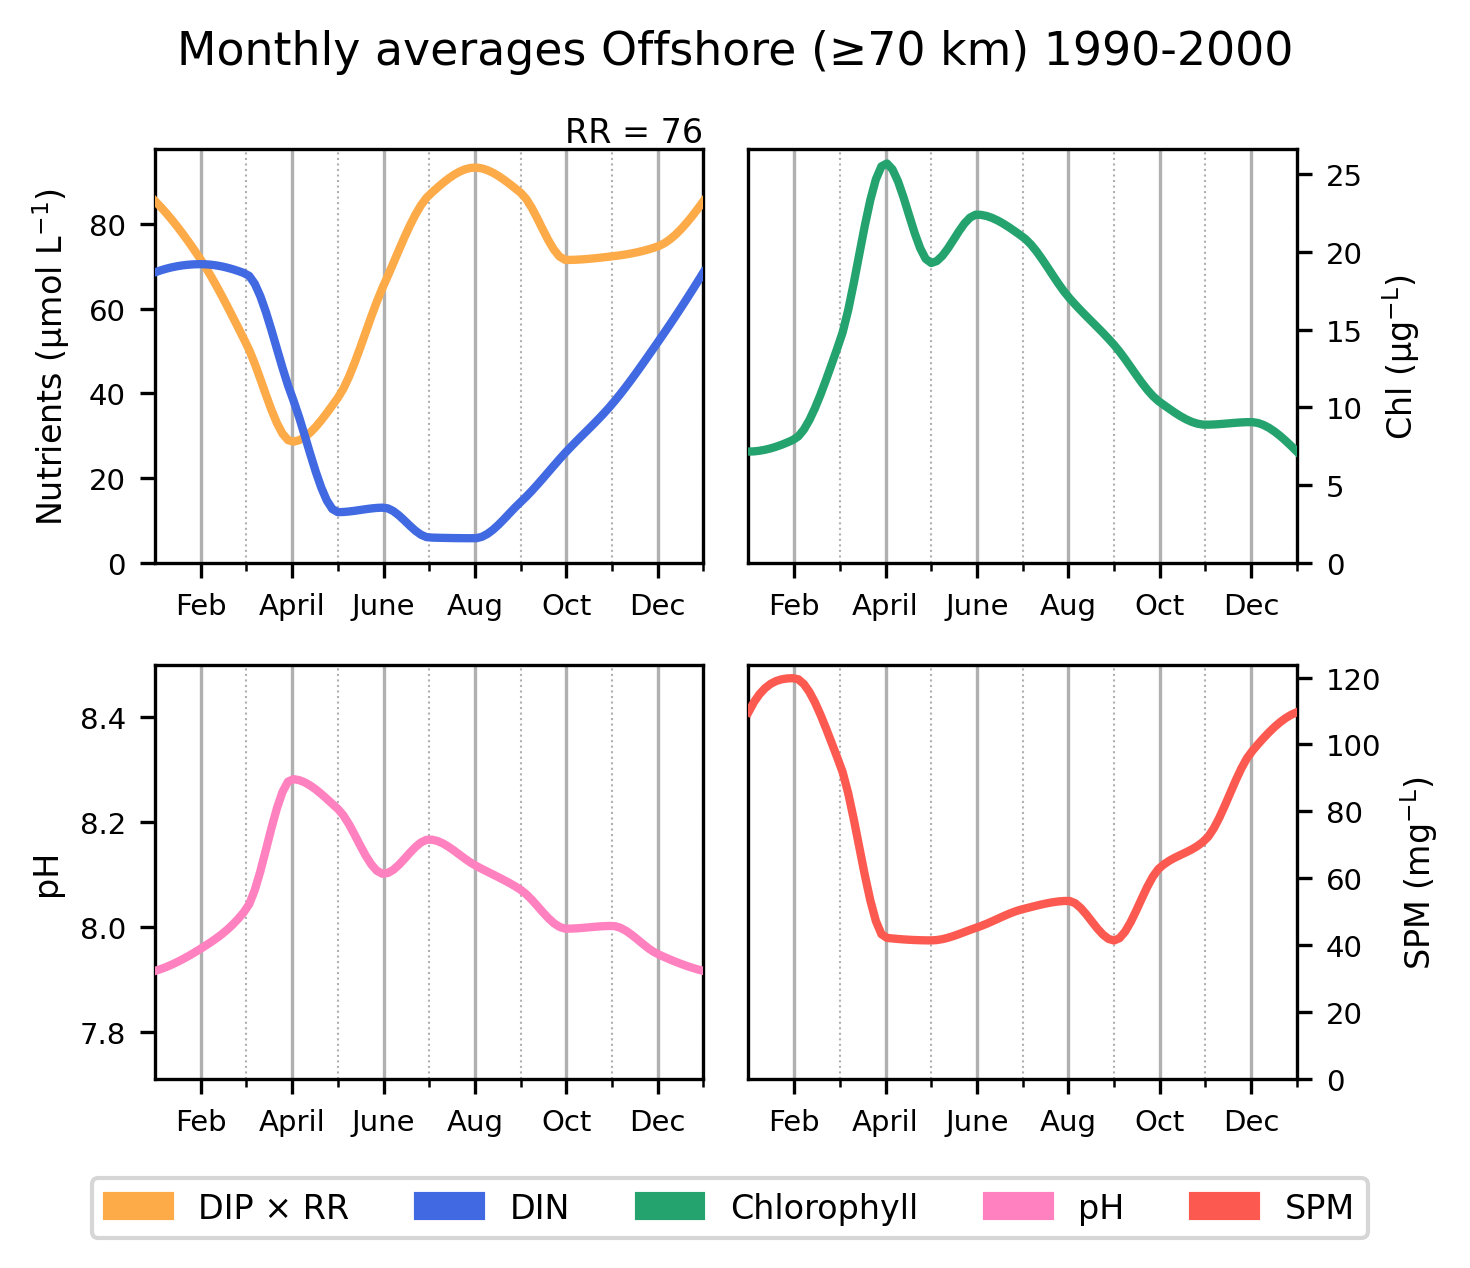 Monthly averages Offshore (≥70 km) 1990-2000
RR = 76
Nutrients (μmol L⁻¹)
80
60
40
20
0
Feb April June Aug Oct Dec
25
20
15
10
5
0
Chl (μg⁻ᴸ)
Feb April June Aug Oct Dec
pH
8.4
8.2
8.0
7.8
Feb April June Aug Oct Dec
120
100
80
60
40
20
0
SPM (mg⁻ᴸ)
Feb April June Aug Oct Dec
DIP × RR DIN Chlorophyll pH SPM